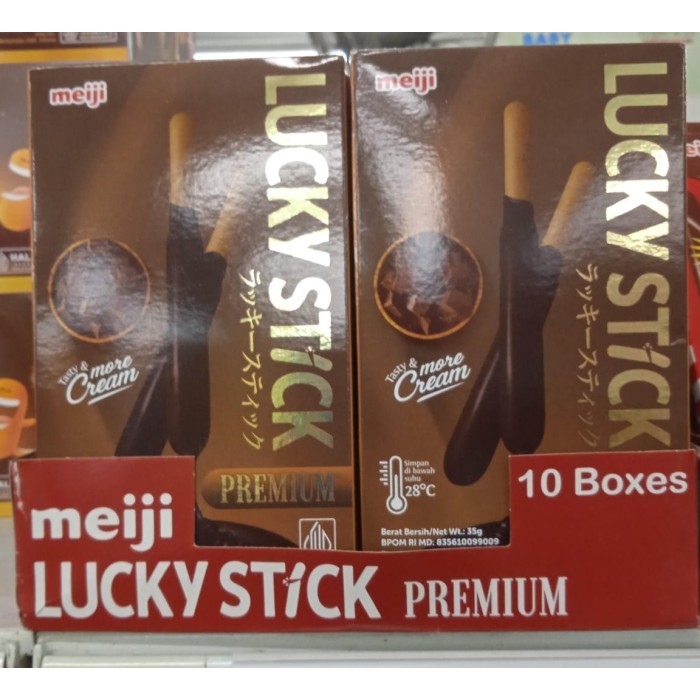 meiji
LUCKY STICK
ラッキースティック
Tasty & more
Cream
PREMIUM
meiji
LUCKY STICK
ラッキースティック
Tasty & more
Cream
Simpan
di bawah
suhu
28°C
Berat Bersih/Net Wt.: 35g
BPOM RI MD: 835610099009
10 Boxes
meiji
LUCKY STICK PREMIUM
BABY
HAL